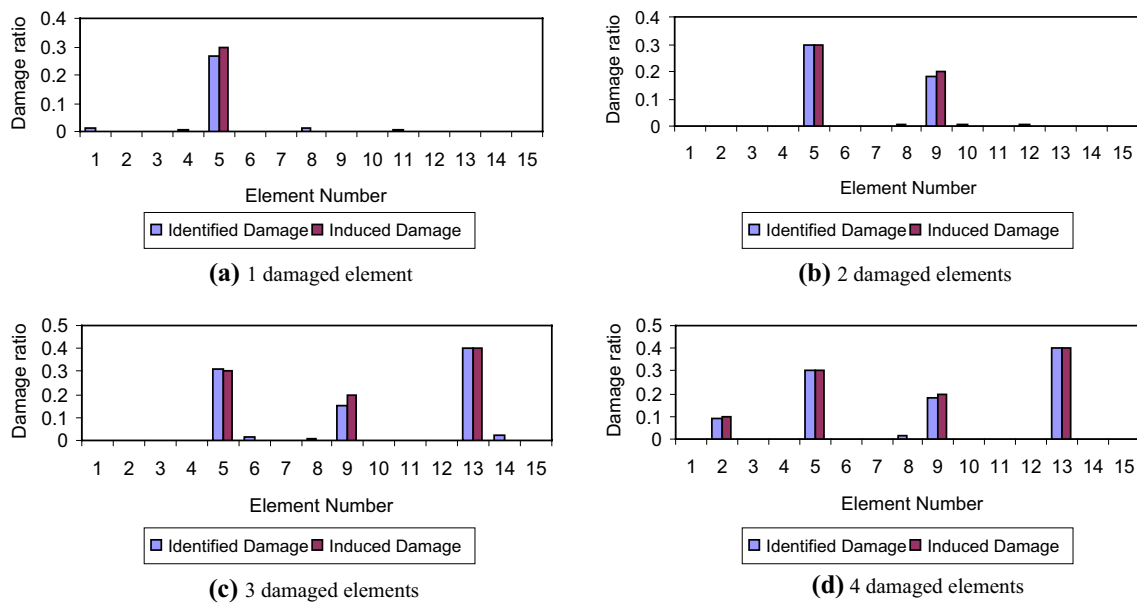 Damage ratio
0.4
0.3
0.2
0.1
0
1 2 3 4 5 6 7 8 9 10 11 12 13 14 15
Element Number
Identified Damage Induced Damage
(a) 1 damaged element
Damage ratio
0.4
0.3
0.2
0.1
0
1 2 3 4 5 6 7 8 9 10 11 12 13 14 15
Element Number
Identified Damage Induced Damage
(b) 2 damaged elements
Damage ratio
0.5
0.4
0.3
0.2
0.1
0
1 2 3 4 5 6 7 8 9 10 11 12 13 14 15
Element Number
Identified Damage Induced Damage
(c) 3 damaged elements
Damage ratio
0.5
0.4
0.3
0.2
0.1
0
1 2 3 4 5 6 7 8 9 10 11 12 13 14 15
Element Number
Identified Damage Induced Damage
(d) 4 damaged elements